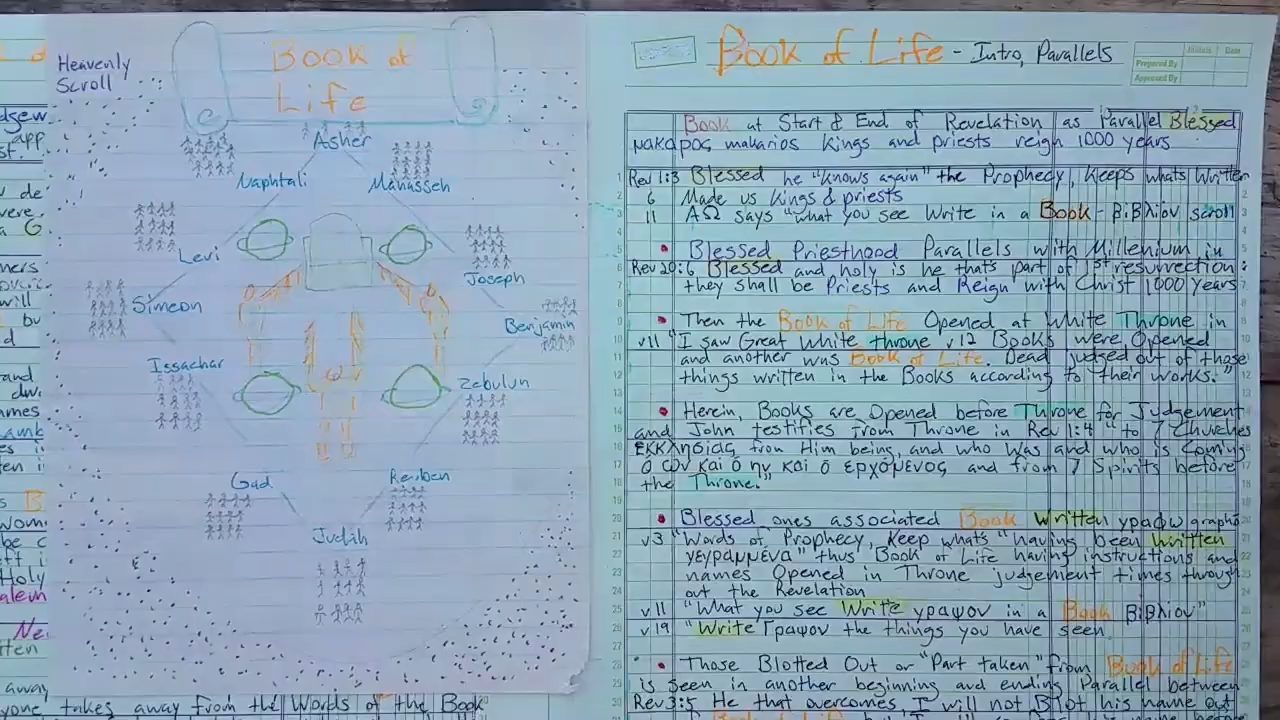 Heavenly
Scroll
Book of
Life
Asher
Naphtali
Manasseh
Levi
Joseph
Simeon
Benjamin
Issachar
Zebulun
Gad
Reuben
Judah
Book of Life - Intro, Parallels
Initials Date
Prepared By
Approved By
Book at Start & End of Revelation as Parallel Blessed
μακαρος makarios Kings and priests reign 1000 years
Rev 1:3 Blessed he "knows again" the Prophecy, keeps whats Written
6 Made us kings & priests
11 ΑΩ says "what you see Write in a Book - βιβλίον scroll
• Blessed Priesthood Parallels with Millenium in
Rev 20:6 Blessed and holy is he thats part of 1st resurrection:
they shall be Priests and Reign with Christ 1000 years
• Then the Book of Life Opened at White Throne in
v11 "I saw Great White throne v12 Books were Opened
and another was Book of Life. Dead judged out of those
things written in the Books according to their works."
• Herein, Books are Opened before Throne for Judgement
and John testifies from Throne in Rev 1:4 "to 7 Churches
εκκλησιας from Him being, and who was and who is coming
ὁ ων και ὁ ην και ὁ ερχόμενος and from 7 Spirits before
the Throne."
• Blessed ones associated Book Written γραφω grapho
v3 "Words of Prophecy, Keep what's "having been Written
γεγραμμενα" thus Book of Life having instructions and
names Opened in Throne judgement times through
out the Revelation
v11 "What you see Write γραψον in a Book Βιβλίον"
v19 "Write Γραψον the things you have seen
• Those Blotted Out or "Part taken" from Book of Life
is seen in another beginning and ending Parallel between
Rev 3:5 He that overcomes, I will not Blot his name out
takes away from the Words of the Book